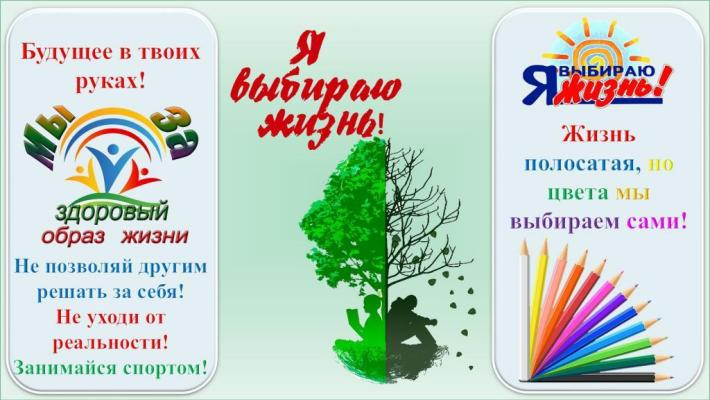 Будущее в твоих
руках!
Мы за
здоровый
образ жизни
Не позволяй другим
решать за себя!
Не уходи от
реальности!
Занимайся спортом!
Я
выбираю
жизнь!
Я ВЫБИРАЮ
жизнь!
Жизнь
полосатая, но
цвета мы
выбираем сами!